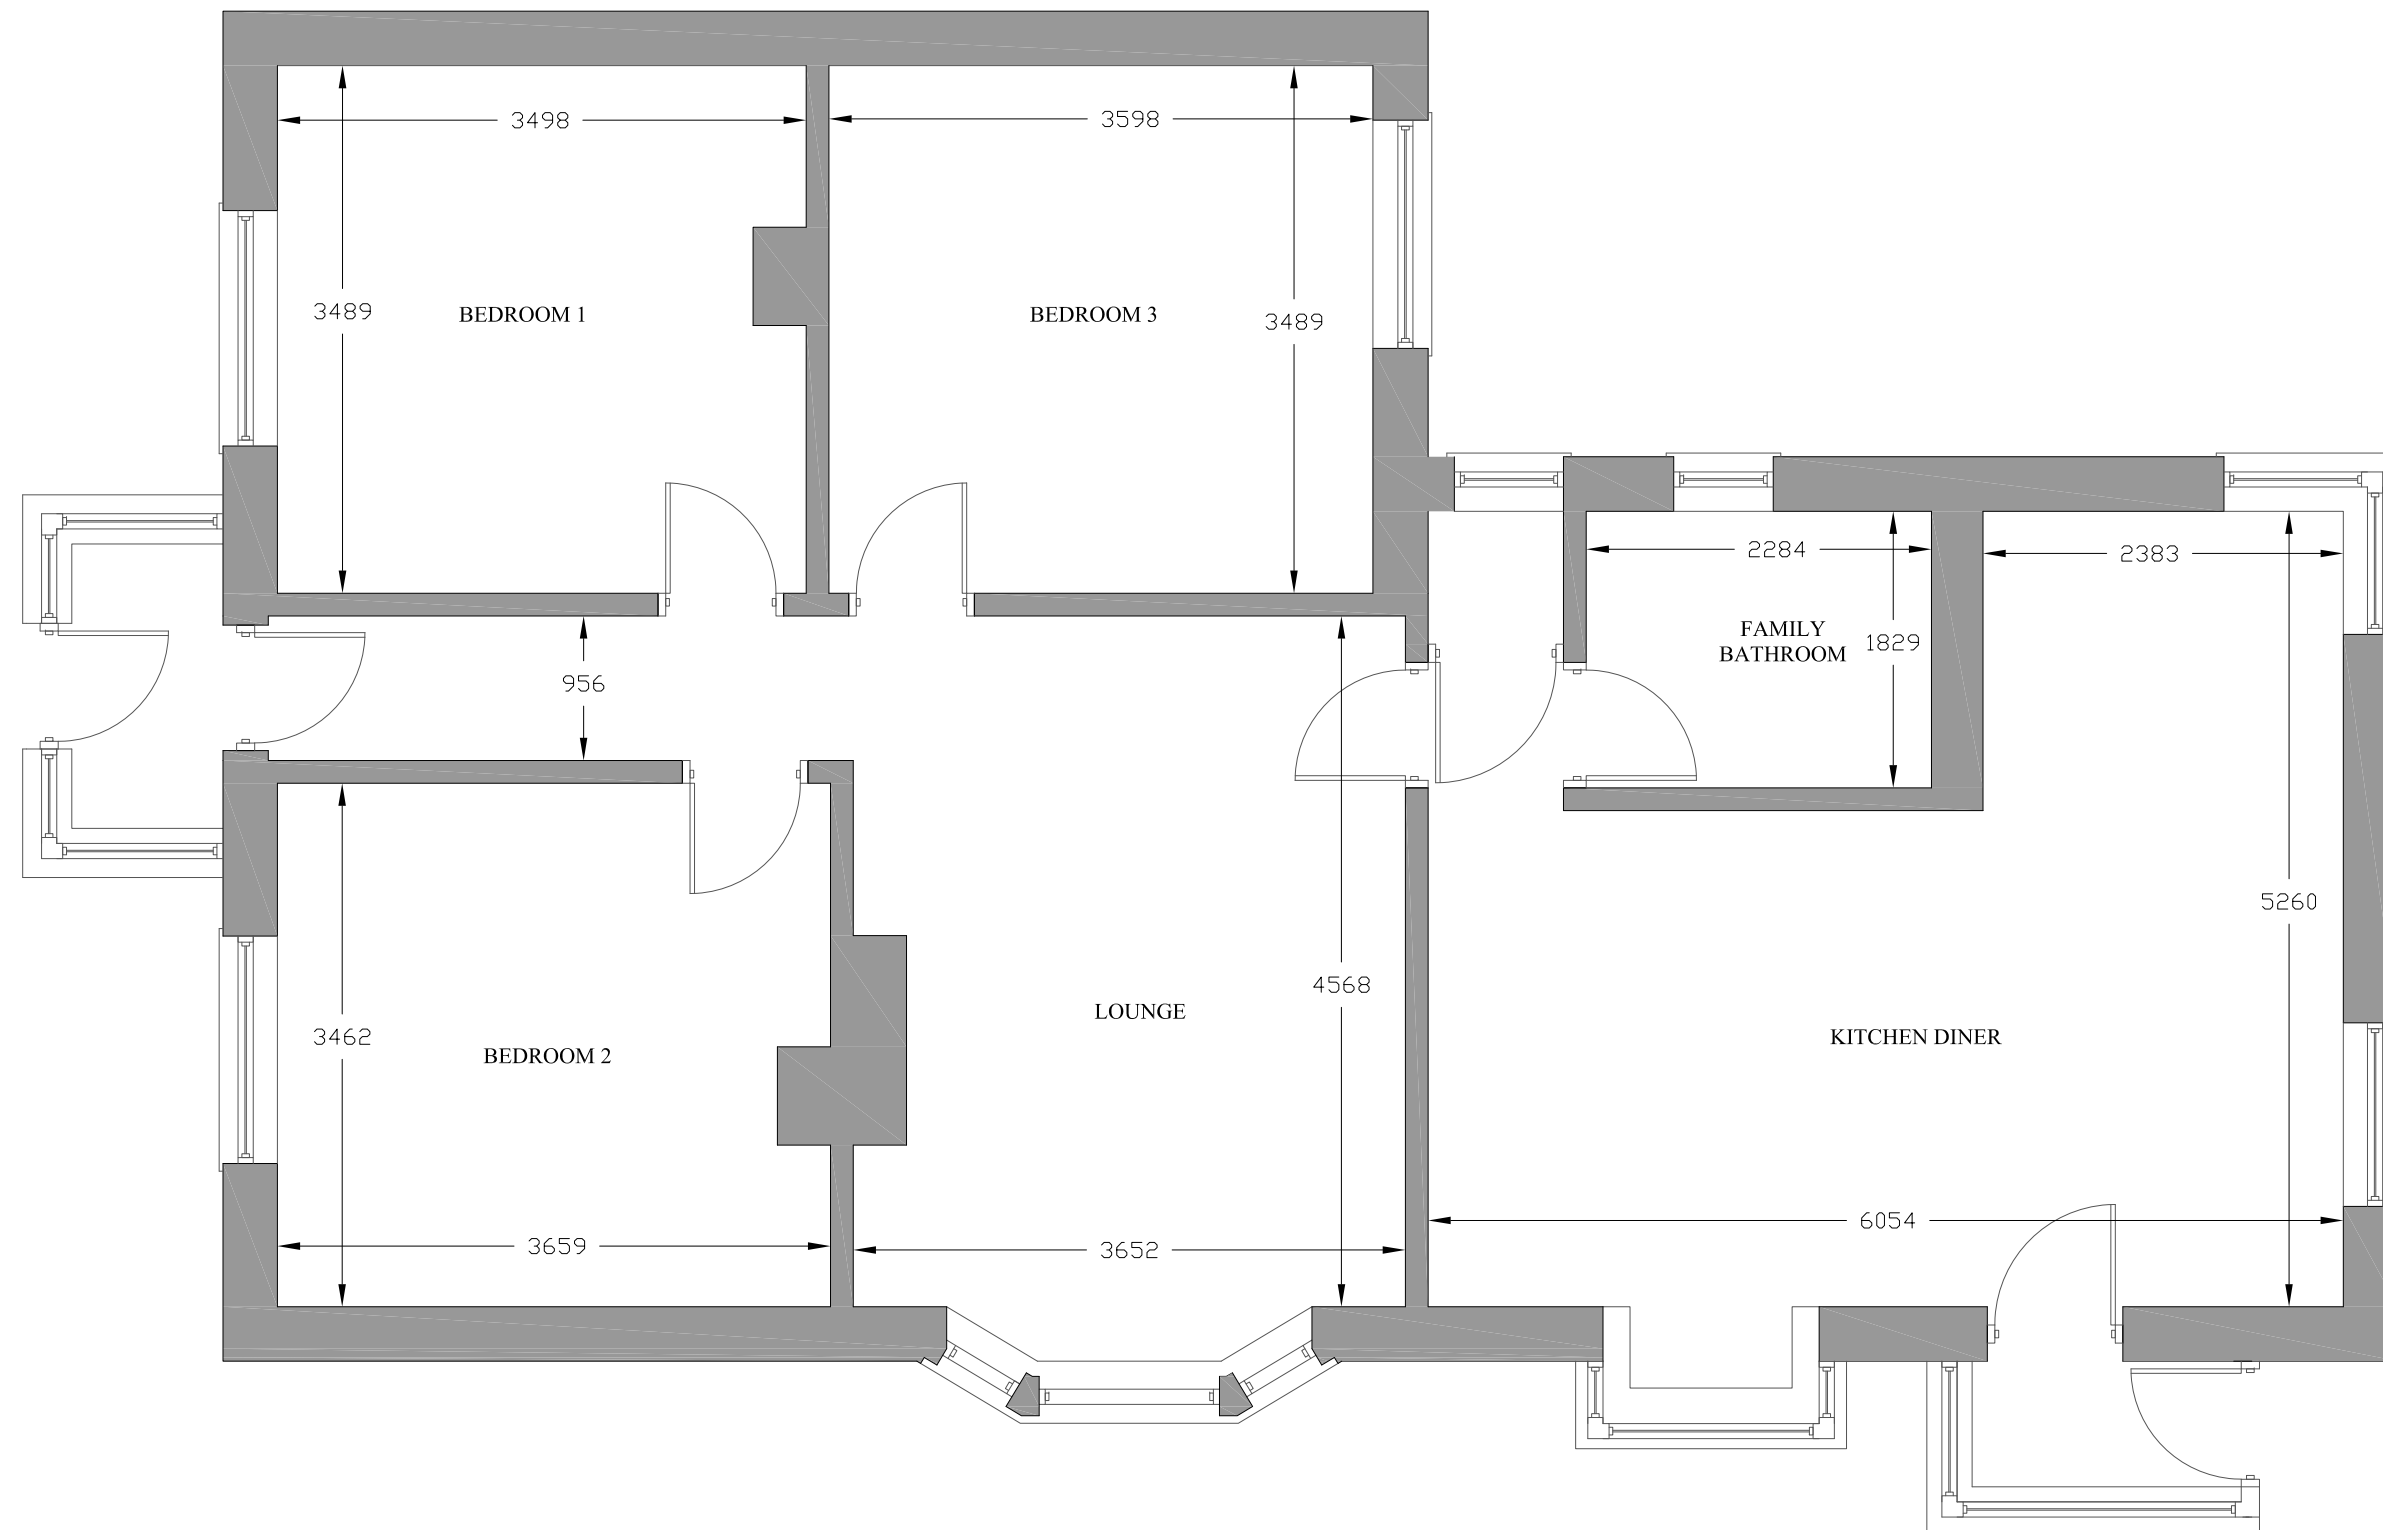 3498
3598
3489
BEDROOM 1
BEDROOM 3
3489
2284
2383
FAMILY
BATHROOM
1829
956
5260
4568
LOUNGE
3462
BEDROOM 2
KITCHEN DINER
6054
3659
3652